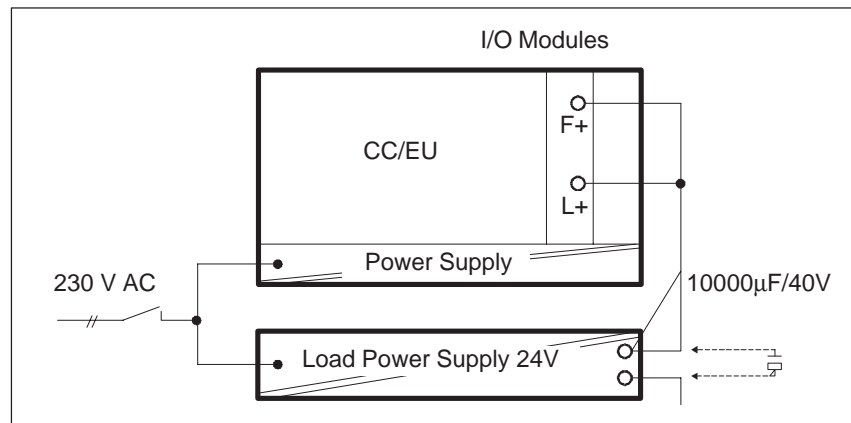 I/O Modules
F+
CC/EU
L+
Power Supply
230 V AC
10000μF/40V
Load Power Supply 24V